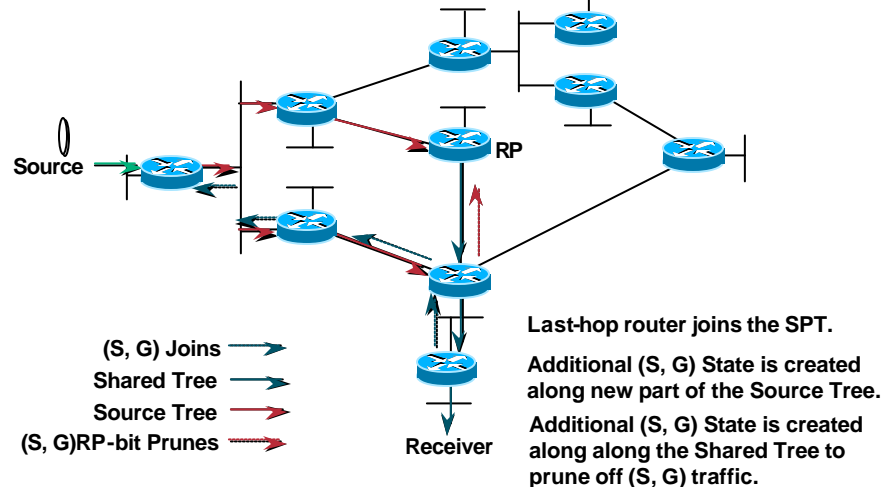 RP
Source
(S, G) Joins
Shared Tree
Source Tree
(S, G)RP-bit Prunes
Receiver
Last-hop router joins the SPT.
Additional (S, G) State is created
along new part of the Source Tree.
Additional (S, G) State is created
along along the Shared Tree to
prune off (S, G) traffic.